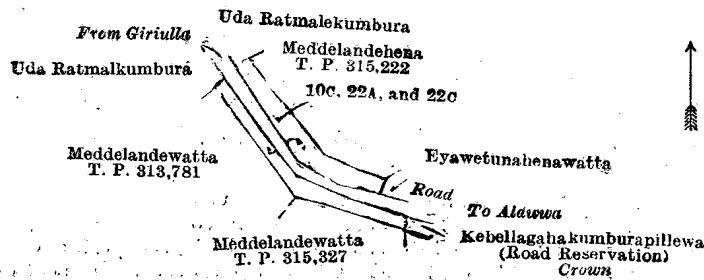 Uda Ratmalekumbura
From Giriulla
Meddelandehena
T. P. 315,222
Uda Ratmalkumbura
10C, 22A, and 22C
Meddelandewatta
T. P. 313,781
Eyawetunahenawatta
Road
To Alawwa
Meddelandewatta
T. P. 315,327
Kebellagahakumburapillewa
(Road Reservation)
Crown